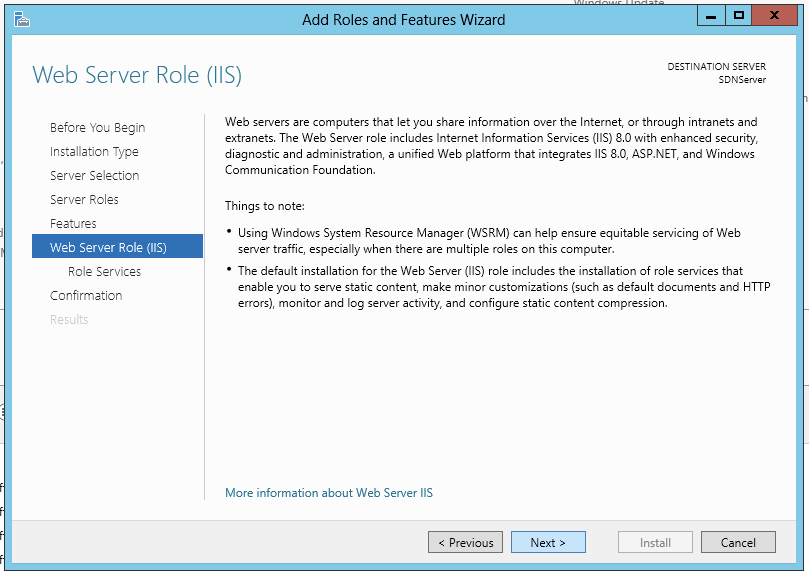 Windows Update
Add Roles and Features Wizard
Web Server Role (IIS)
DESTINATION SERVER
SDNServer
Before You Begin
Installation Type
Server Selection
Server Roles
Features
Web Server Role (IIS)
Role Services
Confirmation
Results
Web servers are computers that let you share information over the Internet, or through intranets and
extranets. The Web Server role includes Internet Information Services (IIS) 8.0 with enhanced security,
diagnostic and administration, a unified Web platform that integrates IIS 8.0, ASP.NET, and Windows
Communication Foundation.
Things to note:
• Using Windows System Resource Manager (WSRM) can help ensure equitable servicing of Web
server traffic, especially when there are multiple roles on this computer.
• The default installation for the Web Server (IIS) role includes the installation of role services that
enable you to serve static content, make minor customizations (such as default documents and HTTP
errors), monitor and log server activity, and configure static content compression.
More information about Web Server IIS
< Previous
Next >
Install
Cancel